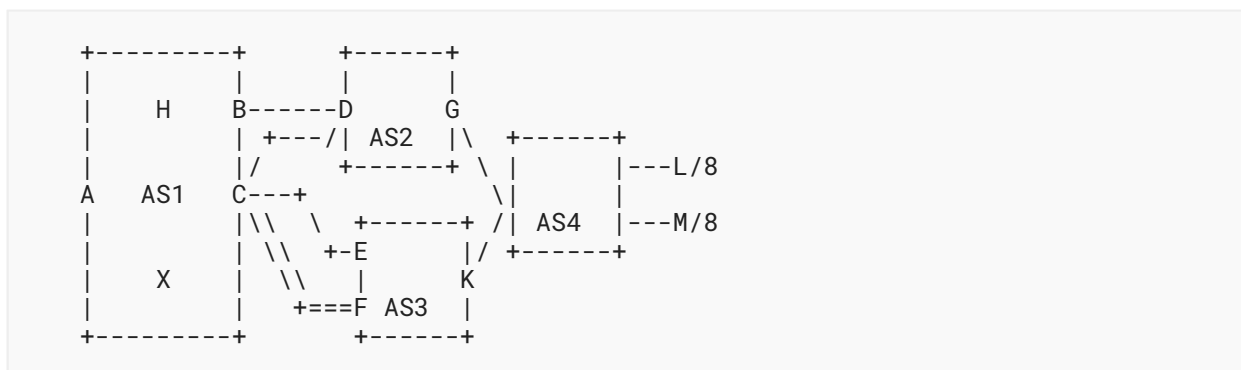 +---------+       +------+
|         |       |      |
|    H    B------D      G
|         | +---/| AS2  |\   +------+
|         |/     +------+ \  |      |---L/8
A   AS1   C---+            \|      |
|         |\\  \  +------+ /| AS4  |---M/8
|         | \\  +-E      |/ +------+
|    X    |  \\   |      K
|         |   +===F AS3  |
+---------+       +------+